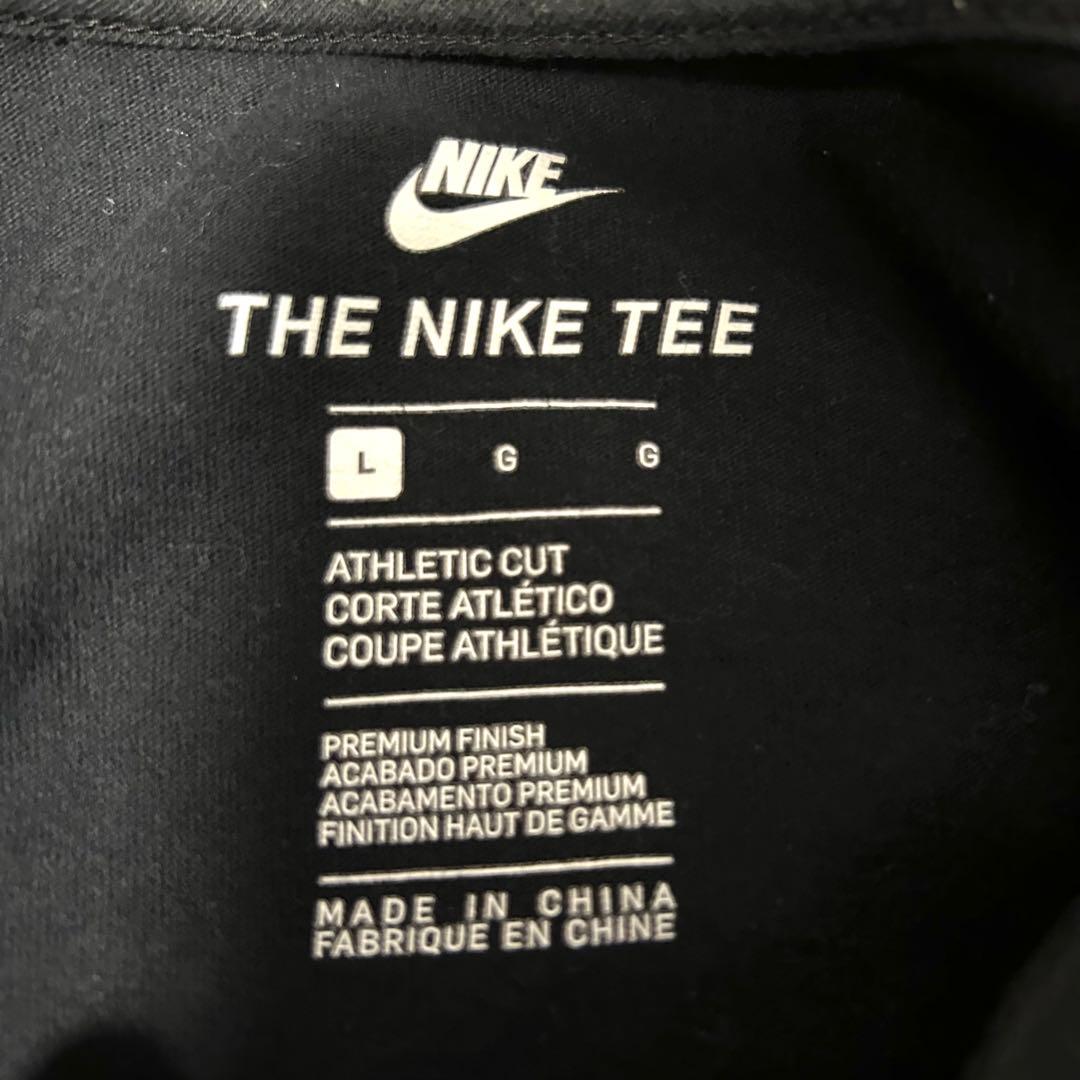 NIKE
THE NIKE TEE
L G G
ATHLETIC CUT
CORTE ATLÉTICO
COUPE ATHLÉTIQUE
PREMIUM FINISH
ACABADO PREMIUM
ACABAMENTO PREMIUM
FINITION HAUT DE GAMME
MADE IN CHINA
FABRIQUE EN CHINE